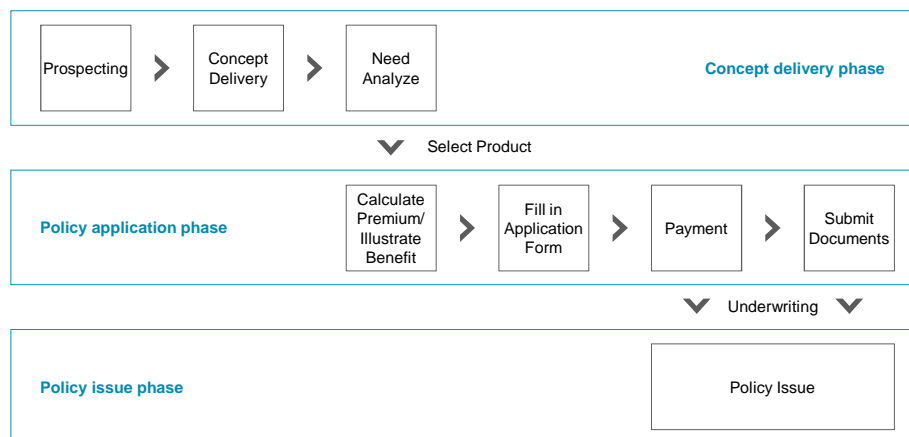 Prospecting
Concept
Delivery
Need
Analyze
Concept delivery phase
Select Product
Policy application phase
Calculate
Premium/
Illustrate
Benefit
Fill in
Application
Form
Payment
Submit
Documents
Underwriting
Policy issue phase
Policy Issue